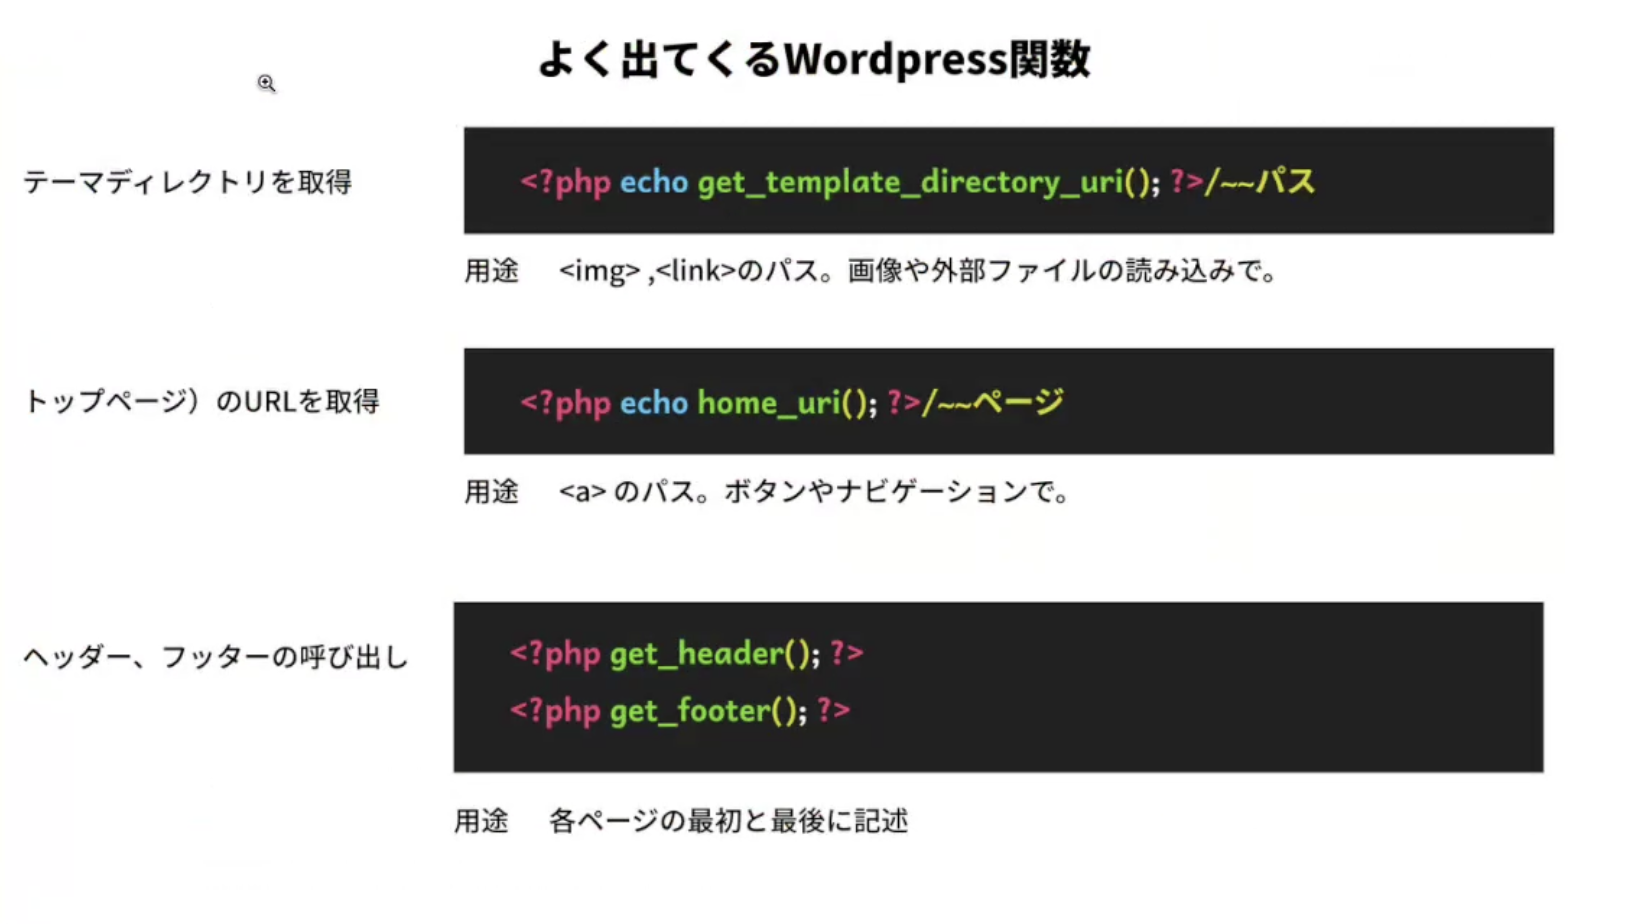 よく出てくるWordpress関数
テーマディレクトリを取得
<?php echo get_template_directory_uri(); ?>/~~パス
用途 <img> ,<link>のパス。画像や外部ファイルの読み込みで。
トップページ）のURLを取得
<?php echo home_uri(); ?>/~~ページ
用途 <a> のパス。ボタンやナビゲーションで。
ヘッダー、フッターの呼び出し
<?php get_header(); ?>
<?php get_footer(); ?>
用途 各ページの最初と最後に記述